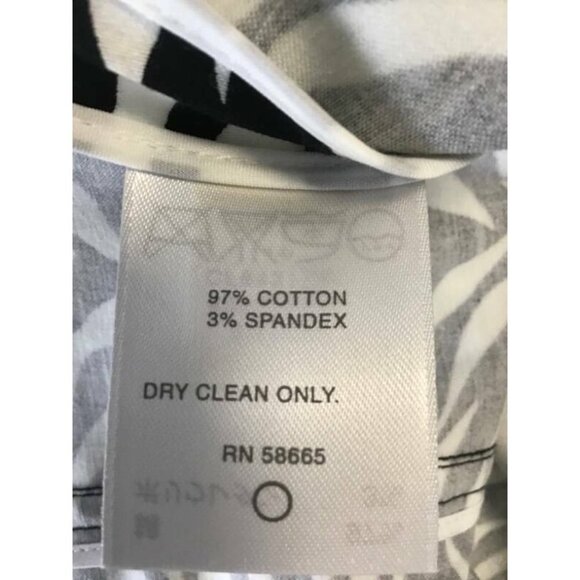 97% COTTON
3% SPANDEX
DRY CLEAN ONLY.
RN 58665